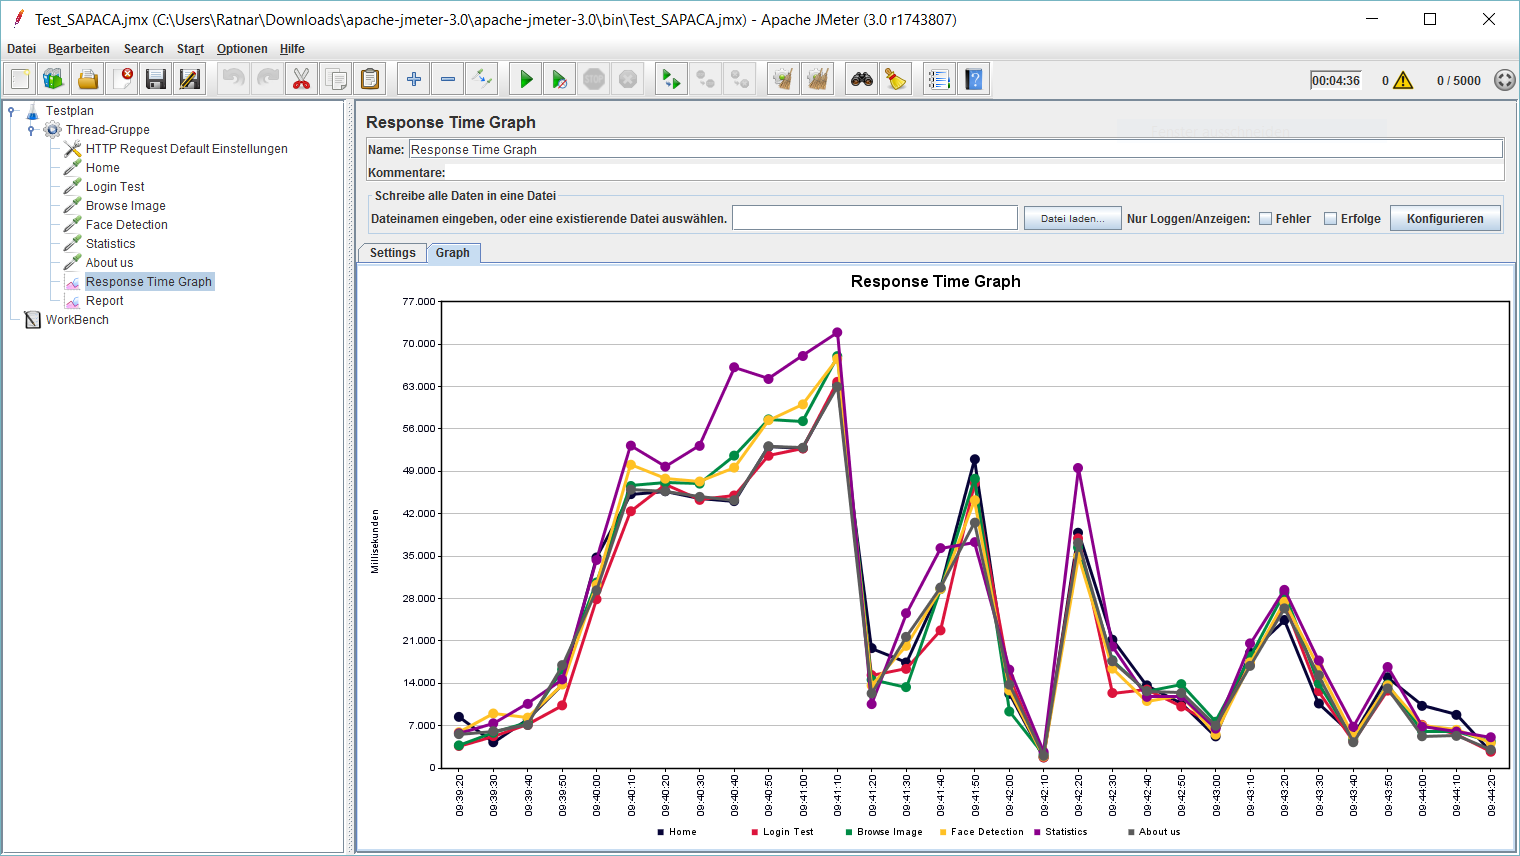 Test_SAPACA.jmx (C:\Users\Ratnar\Downloads\apache-jmeter-3.0\apache-jmeter-3.0\bin\Test_SAPACA.jmx) - Apache JMeter (3.0 r1743807)
Datei Bearbeiten Search Start Optionen Hilfe
STOP
00:04:36 0 0 / 5000
Testplan
Thread-Gruppe
HTTP Request Default Einstellungen
Home
Login Test
Browse Image
Face Detection
Statistics
About us
Response Time Graph
Report
WorkBench
Response Time Graph
Name: Response Time Graph
Kommentare:
Schreibe alle Daten in eine Datei
Dateinamen eingeben, oder eine existierende Datei auswählen. Datei laden... Nur Loggen/Anzeigen: Fehler Erfolge Konfigurieren
Settings Graph
Response Time Graph
77.000
70.000
63.000
56.000
49.000
42.000
35.000
28.000
21.000
14.000
7.000
0
Millisekunden
09:39:20 09:39:30 09:39:40 09:39:50 09:40:00 09:40:10 09:40:20 09:40:30 09:40:40 09:40:50 09:41:00 09:41:10 09:41:20 09:41:30 09:41:40 09:41:50 09:42:00 09:42:10 09:42:20 09:42:30 09:42:40 09:42:50 09:43:00 09:43:10 09:43:20 09:43:30 09:43:40 09:43:50 09:44:00 09:44:10 09:44:20
Home Login Test Browse Image Face Detection Statistics About us